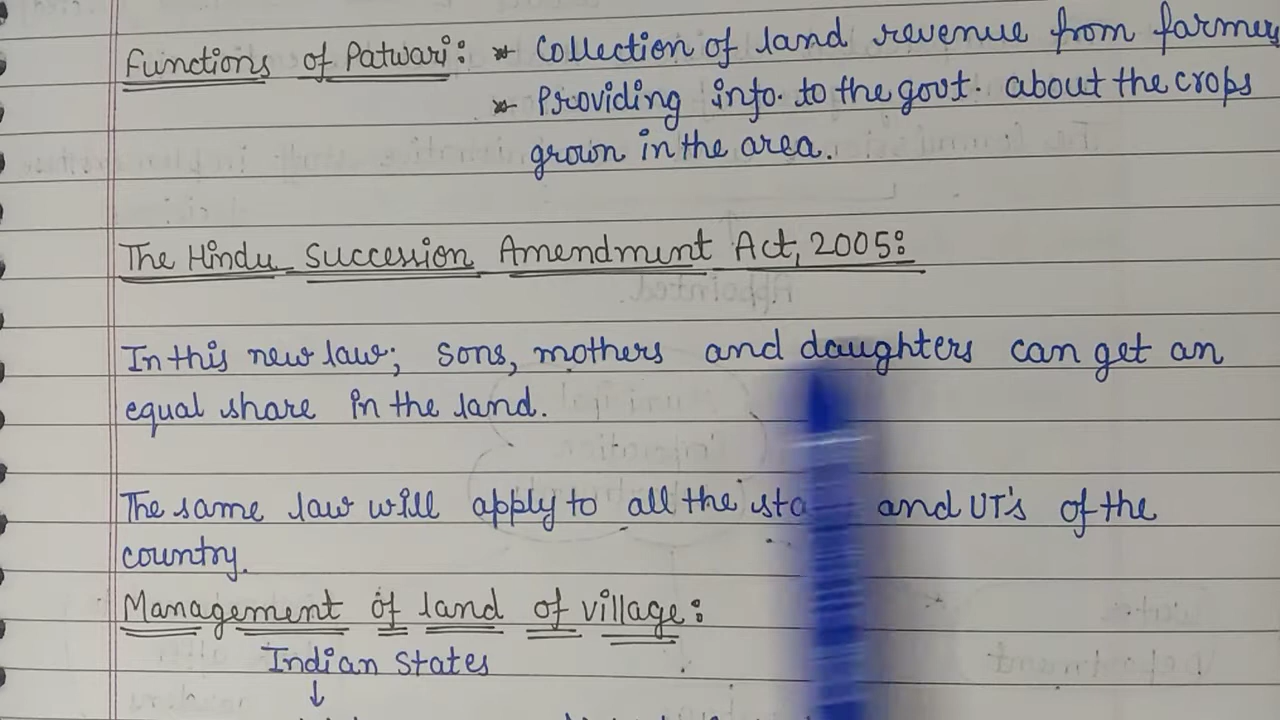 Functions of Patwari: * Collection of land revenue from farmers
* Providing info. to the govt. about the crops
grown in the area.
The Hindu Succession Amendment Act, 2005:
In this new law; sons, mothers and daughters can get an
equal share in the land.
The same law will apply to all the and UT's of the
country.
Management of land of village:
Indian States
↓